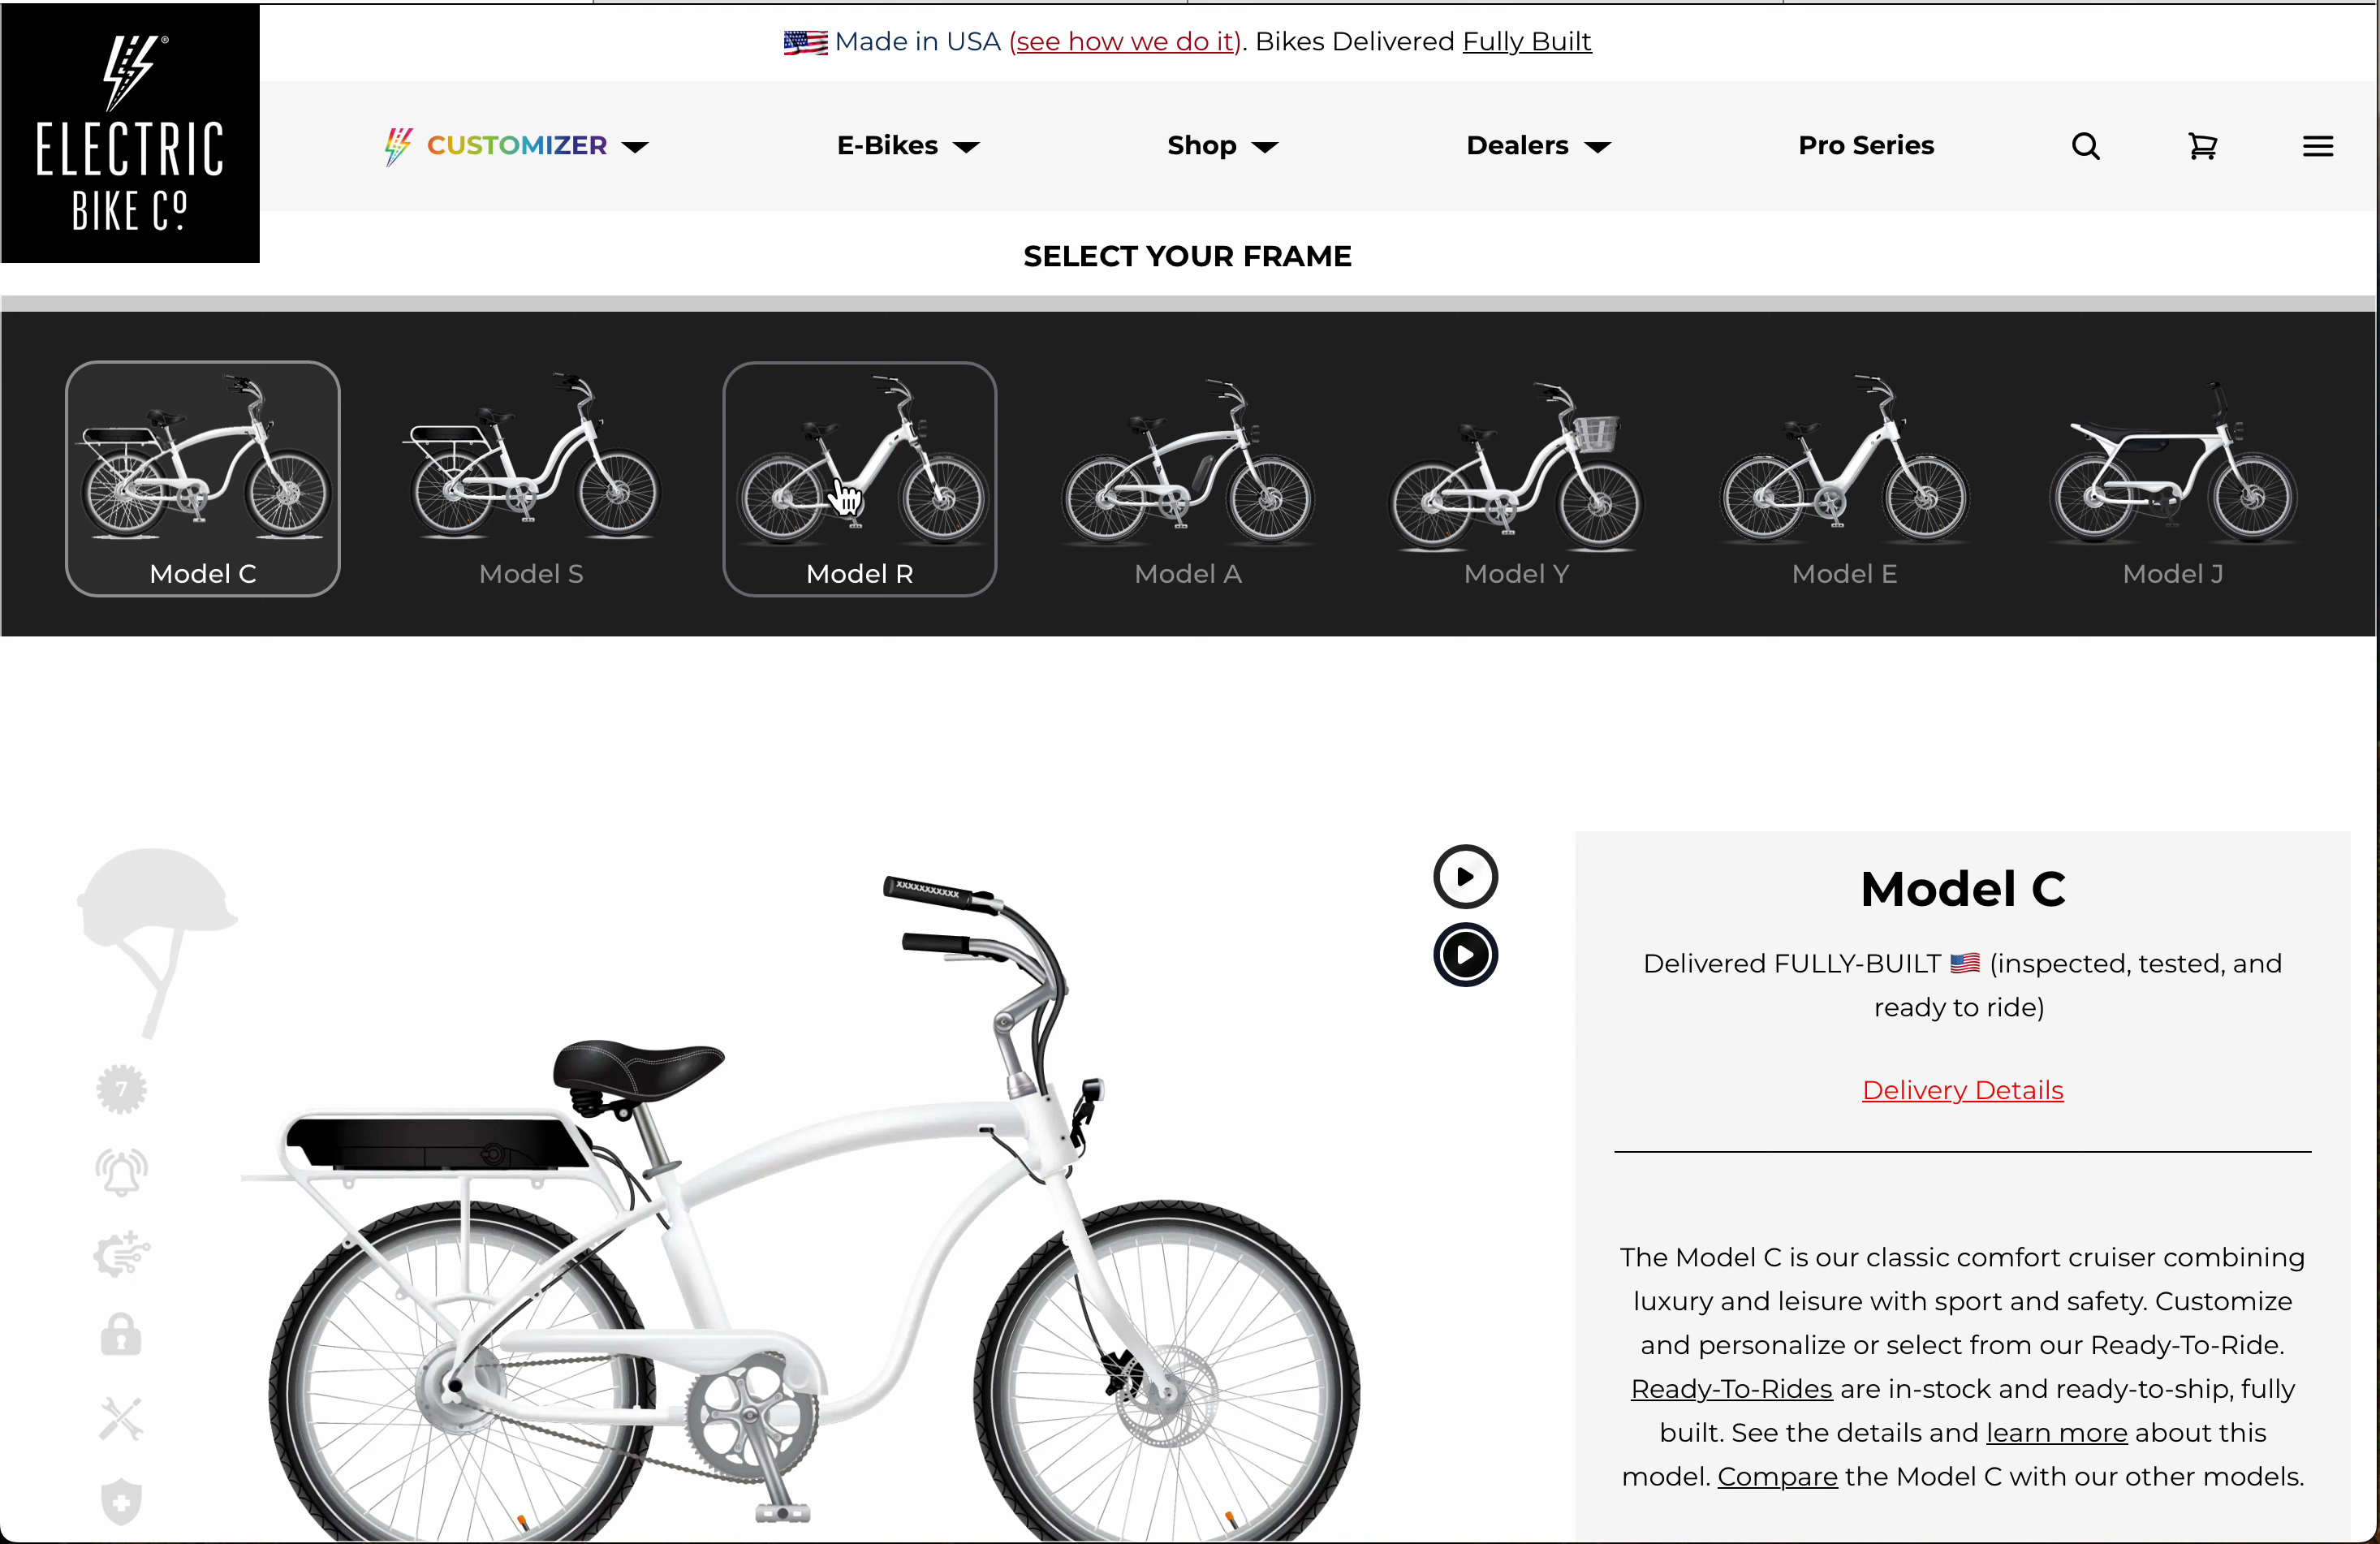 ELECTRIC
BIKE Cº
Made in USA (see how we do it). Bikes Delivered Fully Built
CUSTOMIZER
E-Bikes
Shop
Dealers
Pro Series
SELECT YOUR FRAME
Model C
Model S
Model R
Model A
Model Y
Model E
Model J
XXXXXXXXXXX
7
Model C
Delivered FULLY-BUILT 🇺🇸 (inspected, tested, and
ready to ride)
Delivery Details
The Model C is our classic comfort cruiser combining
luxury and leisure with sport and safety. Customize
and personalize or select from our Ready-To-Ride.
Ready-To-Rides are in-stock and ready-to-ship, fully
built. See the details and learn more about this
model. Compare the Model C with our other models.